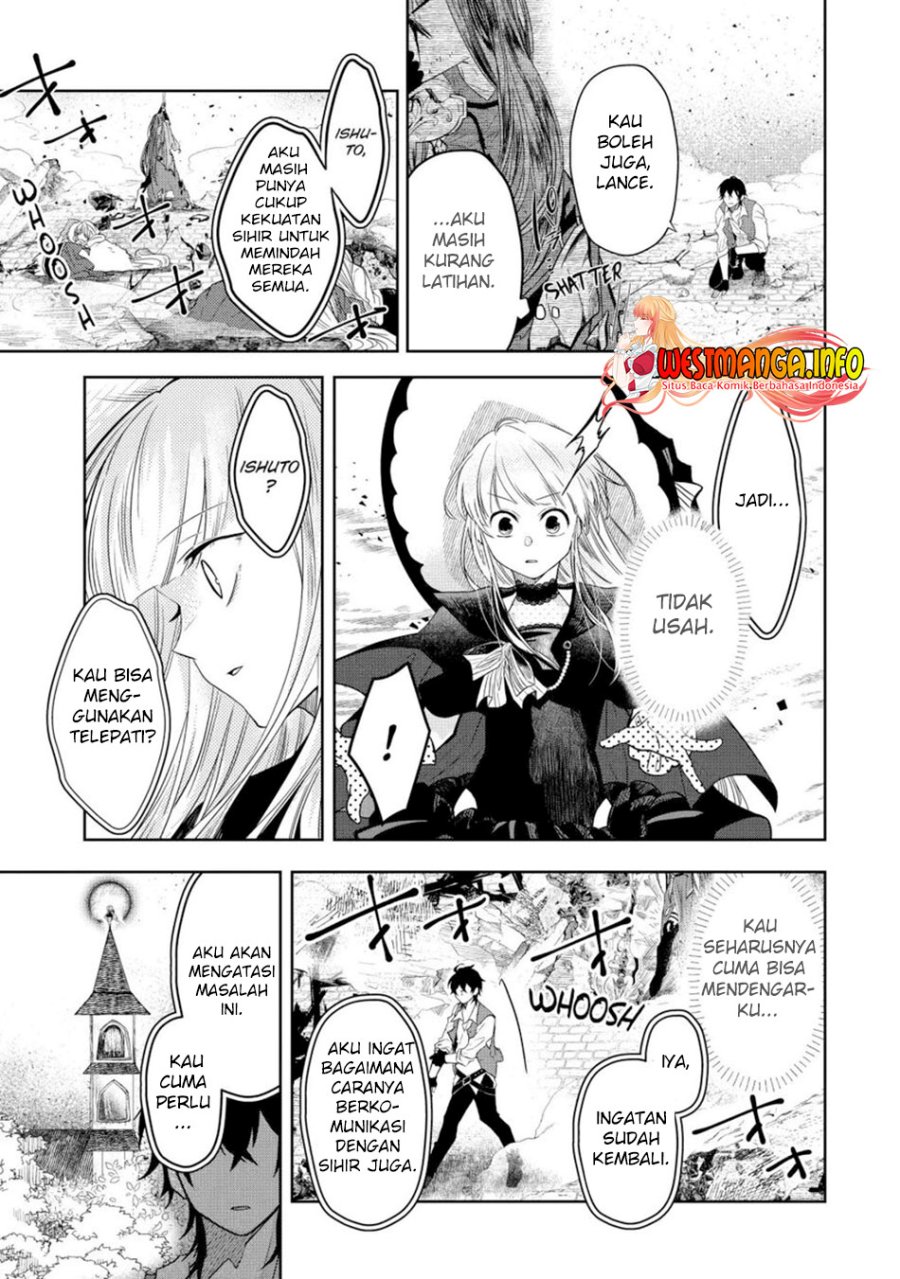 KAU
BOLEH
JUGA,
LANCE.
...AKU
MASIH
KURANG
LATIHAN.
SHATTER
ISHU-
TO,
AKU
MASIH
PUNYA
CUKUP
KEKUATAN
SIHIR UNTUK
MEMINDAH
MEREKA
SEMUA.
WHOOSH
WESTMANGA.INFO
Situs Baca Komik Berbahasa Indonesia
JADI...
TIDAK
USAH.
!
ISHUTO
?
KAU BISA
MENG-
GUNAKAN
TELEPATI?
KAU
SEHARUSNYA
CUMA BISA
MENDENGAR-
KU...
IYA,
INGATAN
SUDAH
KEMBALI.
WHOOSH
AKU INGAT
BAGAIMANA
CARANYA
BERKO-
MUNIKASI
DENGAN
SIHIR JUGA.
AKU AKAN
MENGATASI
MASALAH
INI.
KAU
CUMA
PERLU
...